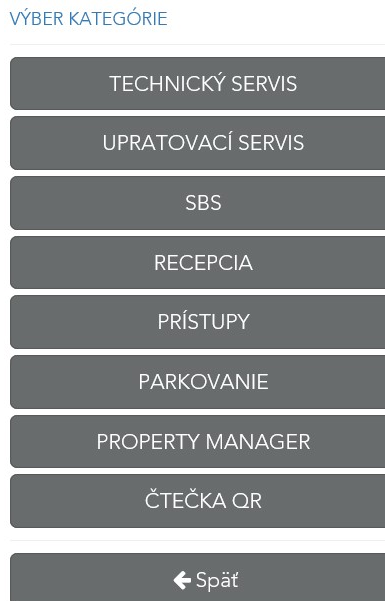 VÝBER KATEGÓRIE
TECHNICKÝ SERVIS
UPRATOVACÍ SERVIS
SBS
RECEPCIA
PRÍSTUPY
PARKOVANIE
PROPERTY MANAGER
ČTEČKA QR
Späť